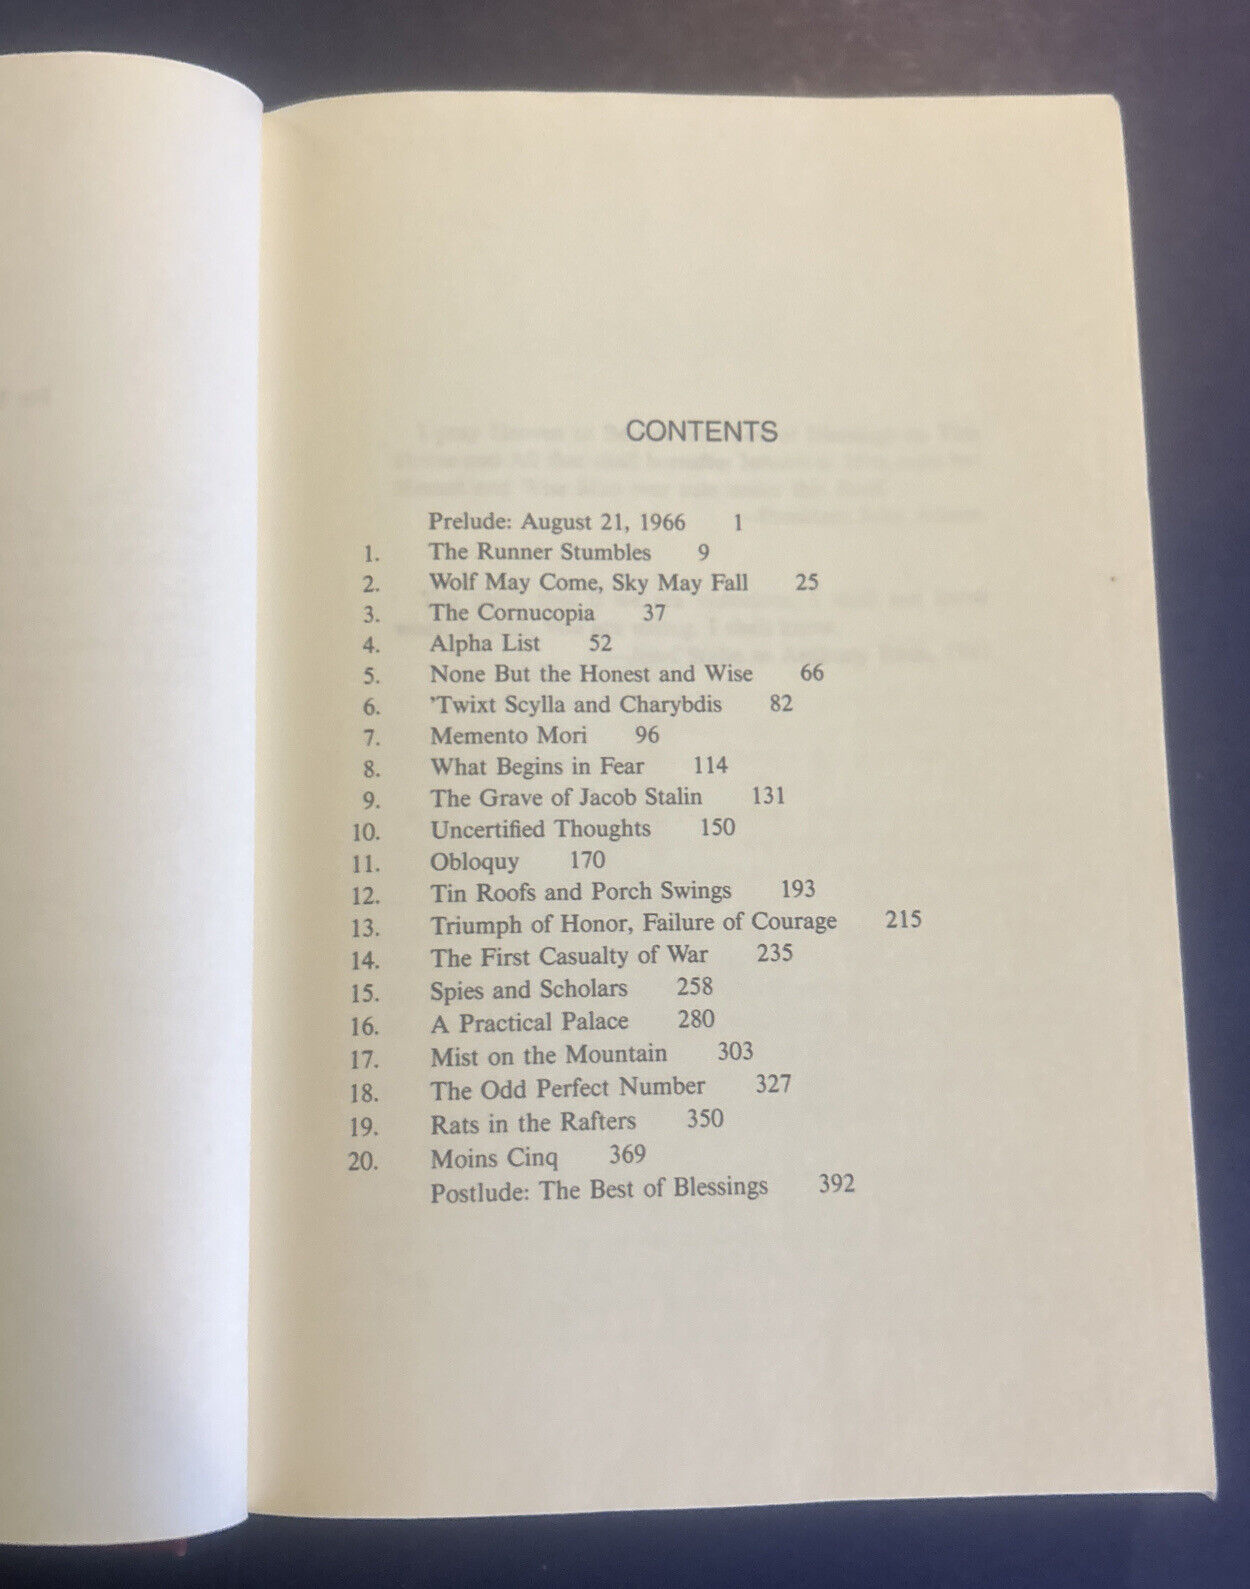 CONTENTS
Prelude: August 21, 1966 1
1. The Runner Stumbles 9
2. Wolf May Come, Sky May Fall 25
3. The Cornucopia 37
4. Alpha List 52
5. None But the Honest and Wise 66
6. 'Twixt Scylla and Charybdis 82
7. Memento Mori 96
8. What Begins in Fear 114
9. The Grave of Jacob Stalin 131
10. Uncertified Thoughts 150
11. Obloquy 170
12. Tin Roofs and Porch Swings 193
13. Triumph of Honor, Failure of Courage 215
14. The First Casualty of War 235
15. Spies and Scholars 258
16. A Practical Palace 280
17. Mist on the Mountain 303
18. The Odd Perfect Number 327
19. Rats in the Rafters 350
20. Moins Cinq 369
Postlude: The Best of Blessings 392